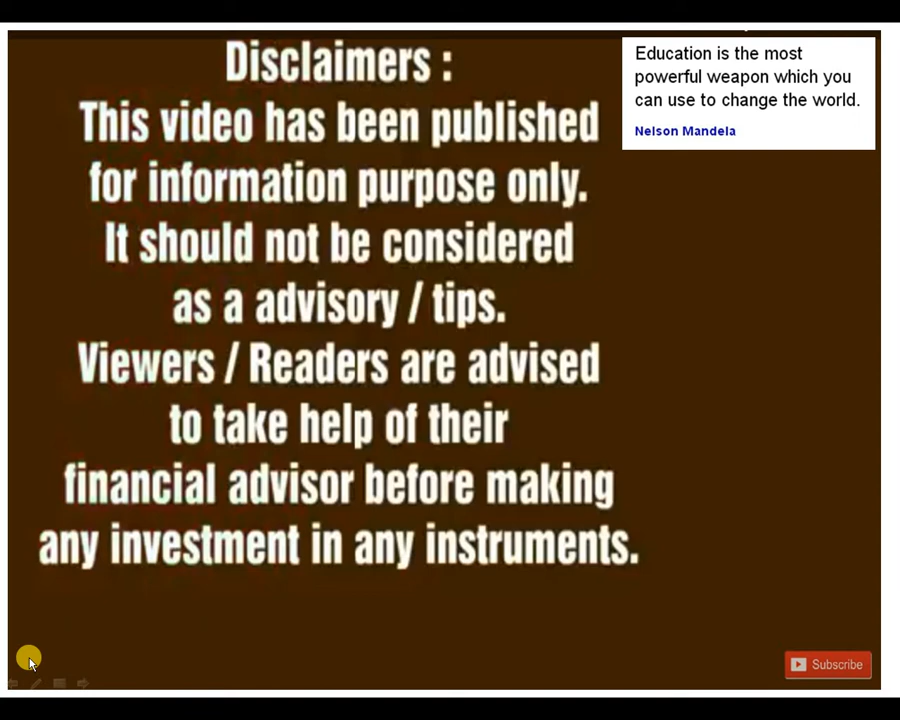 Disclaimers :
This video has been published
for information purpose only.
It should not be considered
as a advisory / tips.
Viewers / Readers are advised
to take help of their
financial advisor before making
any investment in any instruments.
Education is the most
powerful weapon which you
can use to change the world.
Nelson Mandela
Subscribe